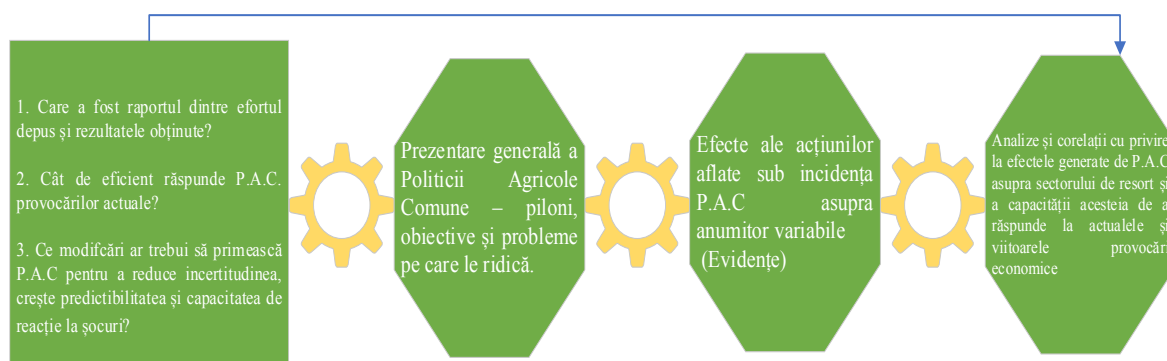 1. Care a fost raportul dintre efortul
depus și rezultatele obținute?
2. Cât de eficient răspunde P.A.C.
provocărilor actuale?
3. Ce modifcări ar trebui să primească
P.A.C pentru a reduce incertitudinea,
crește predictibilitatea și capacitatea de
reacție la șocuri?
Prezentare generală a
Politicii Agricole
Comune – piloni,
obiective și probleme
pe care le ridică.
Efecte ale acțiunilor
aflate sub incidența
P.A.C asupra
anumitor variabile
(Evidențe)
Analize și corelații cu privire
la efectele generate de P.A.C
asupra sectorului de resort și
a capacității acesteia de a
răspunde la actualele și
viitoarele provocări
economice